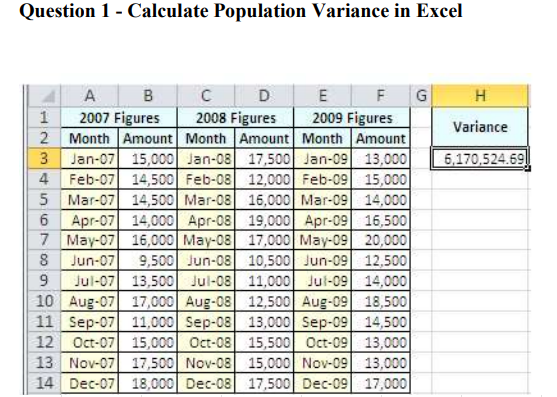 Question 1 - Calculate Population Variance in Excel
A B C D E F G H
1 2007 Figures 2008 Figures 2009 Figures Variance
2 Month Amount Month Amount Month Amount
3 Jan-07 15,000 Jan-08 17,500 Jan-09 13,000 6,170,524.69
4 Feb-07 14,500 Feb-08 12,000 Feb-09 15,000
5 Mar-07 14,500 Mar-08 16,000 Mar-09 14,000
6 Apr-07 14,000 Apr-08 19,000 Apr-09 16,500
7 May-07 16,000 May-08 17,000 May-09 20,000
8 Jun-07 9,500 Jun-08 10,500 Jun-09 12,500
9 Jul-07 13,500 Jul-08 11,000 Jul-09 14,000
10 Aug-07 17,000 Aug-08 12,500 Aug-09 18,500
11 Sep-07 11,000 Sep-08 13,000 Sep-09 14,500
12 Oct-07 15,000 Oct-08 15,500 Oct-09 13,000
13 Nov-07 17,500 Nov-08 15,000 Nov-09 13,000
14 Dec-07 18,000 Dec-08 17,500 Dec-09 17,000